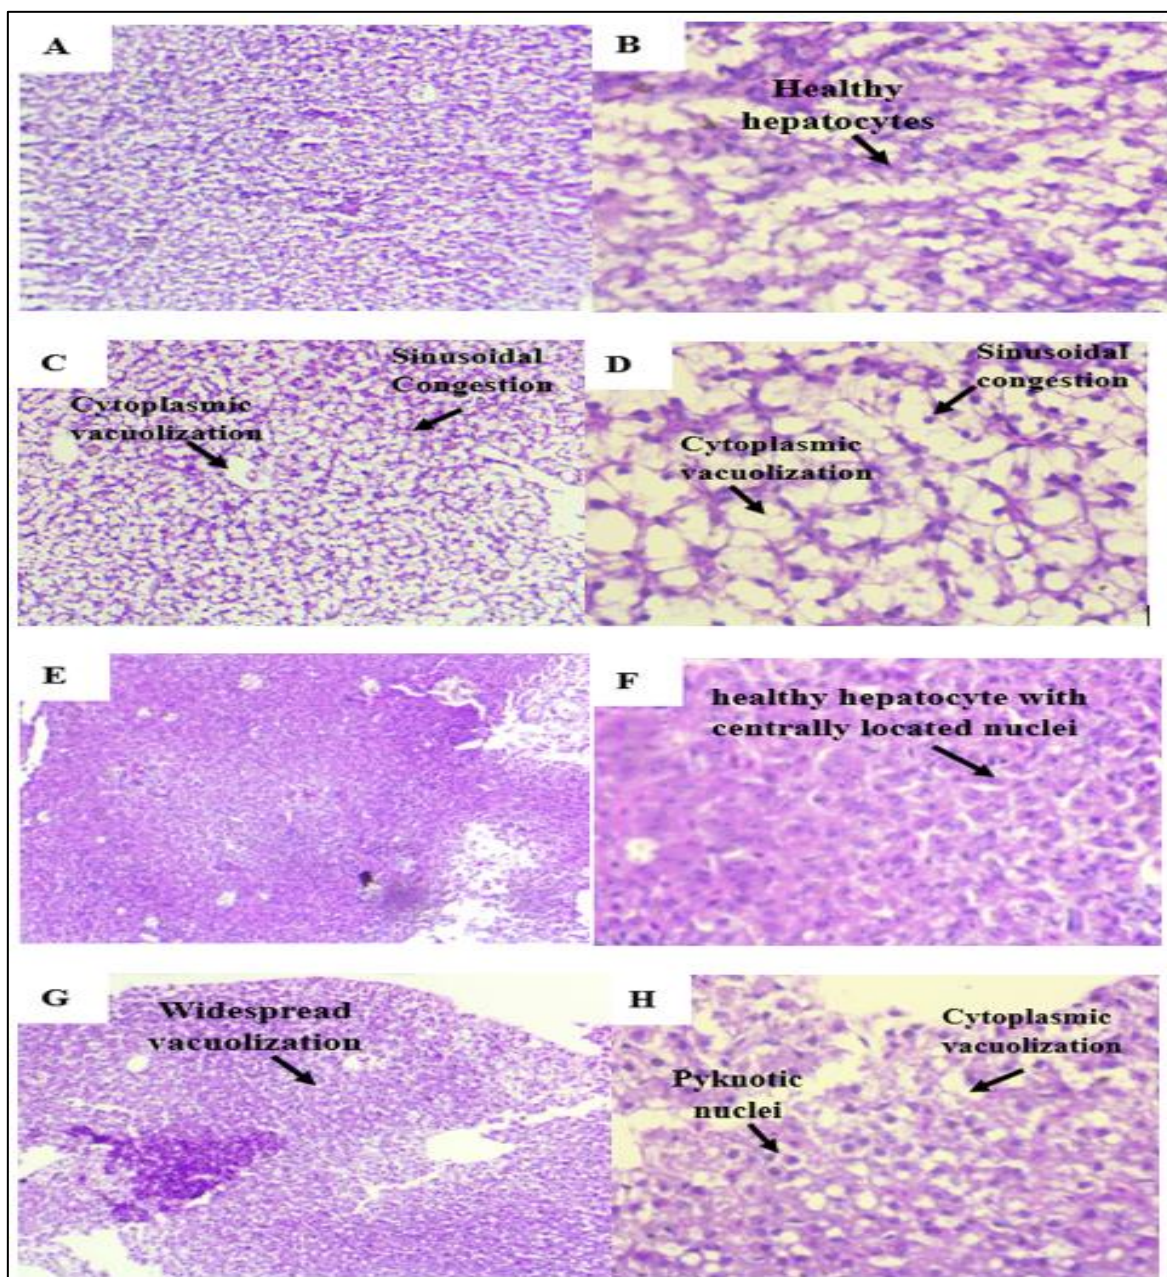 A
B
Healthy
hepatocytes
C
Sinusoidal
Congestion
Cytoplasmic
vacuolization
D
Sinusoidal
congestion
Cytoplasmic
vacuolization
E
F
healthy hepatocyte with
centrally located nuclei
G
Widespread
vacuolization
H
Cytoplasmic
vacuolization
Pyknotic
nuclei